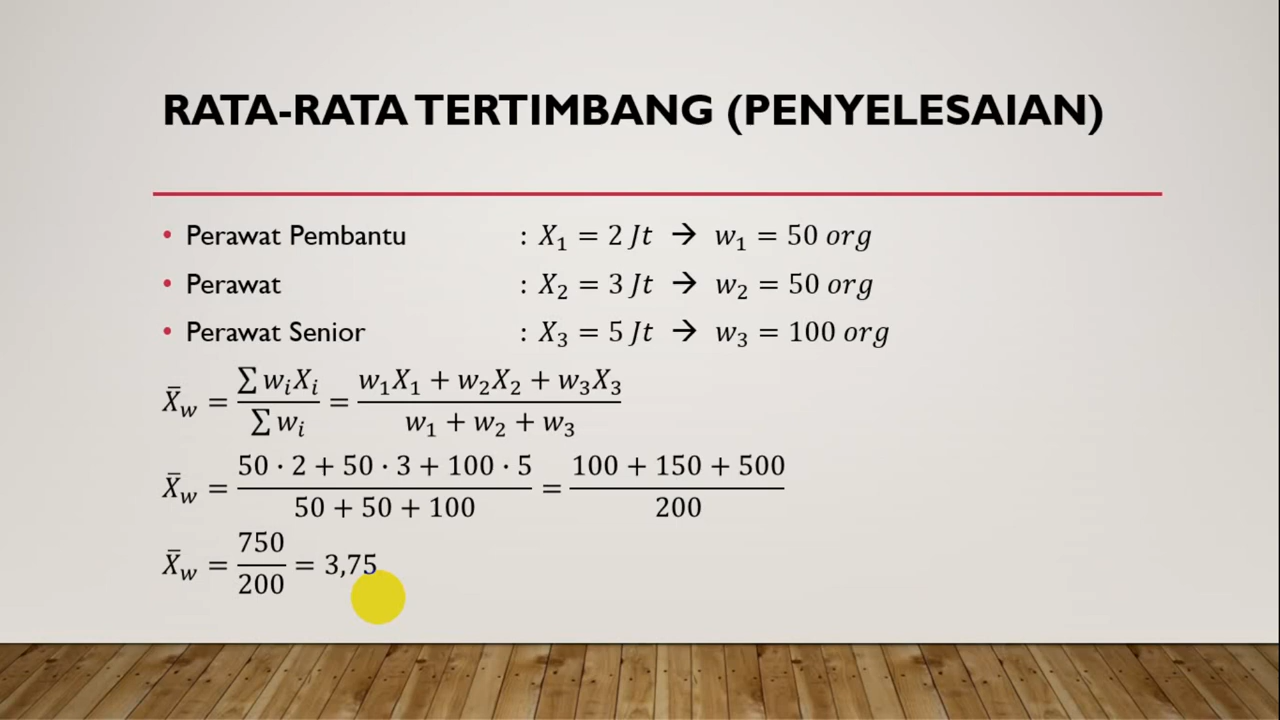 RATA-RATA TERTIMBANG (PENYELESAIAN)
• Perawat Pembantu : X₁ = 2 Jt → w₁ = 50 org
• Perawat : X₂ = 3 Jt → w₂ = 50 org
• Perawat Senior : X₃ = 5 Jt → w₃ = 100 org
X̄w = ∑ wᵢXᵢ / ∑ wᵢ = (w₁X₁ + w₂X₂ + w₃X₃) / (w₁ + w₂ + w₃)
X̄w = (50 · 2 + 50 · 3 + 100 · 5) / (50 + 50 + 100) = (100 + 150 + 500) / 200
X̄w = 750 / 200 = 3,75